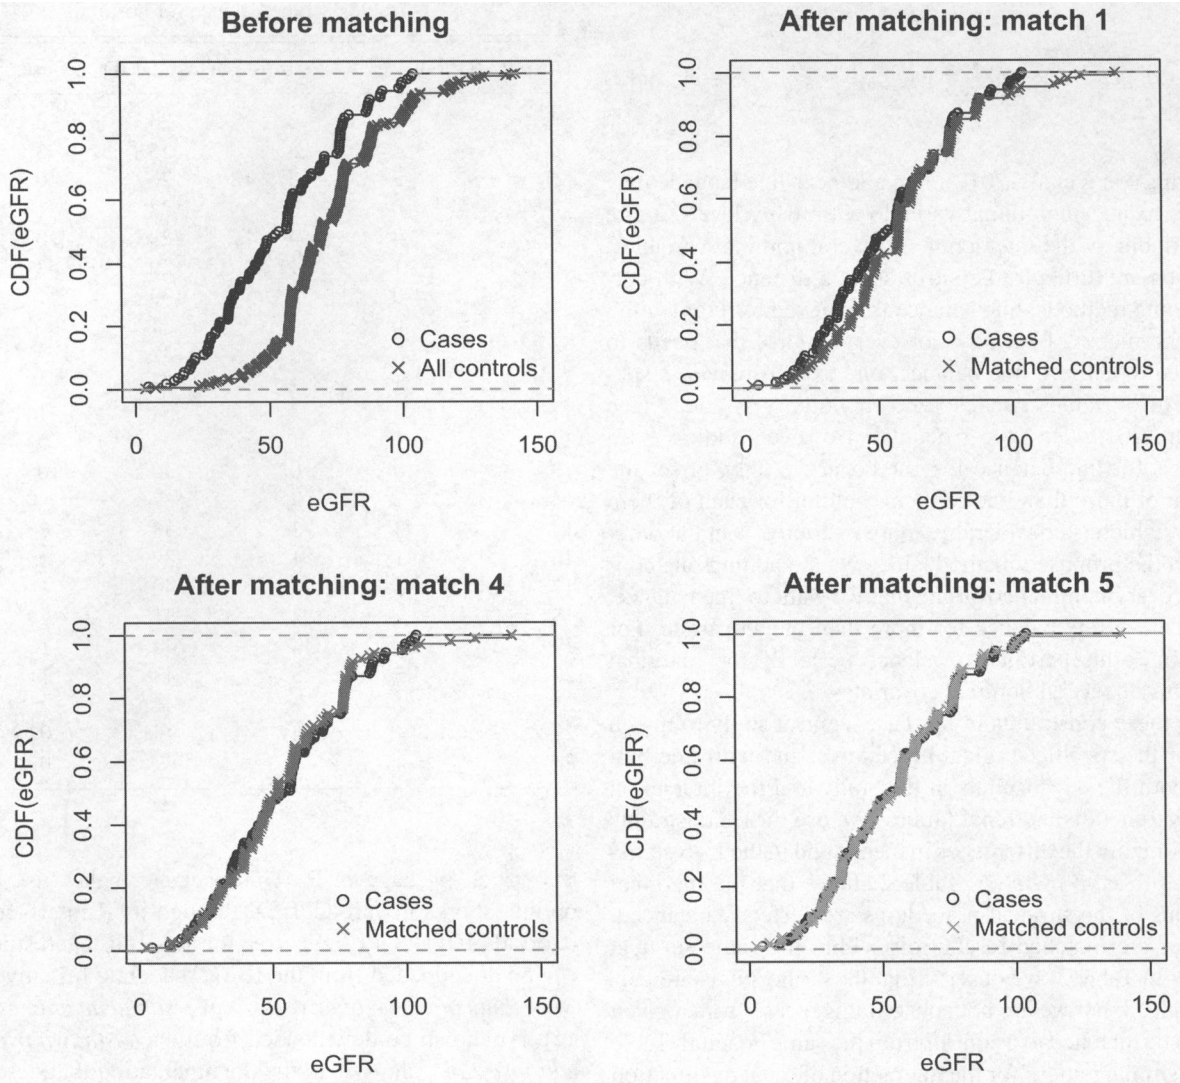 Before matching
CDF(eGFR)
0.0 0.2 0.4 0.6 0.8 1.0
Cases
All controls
0 50 100 150
eGFR
After matching: match 1
CDF(eGFR)
0.0 0.2 0.4 0.6 0.8 1.0
Cases
Matched controls
0 50 100 150
eGFR
After matching: match 4
CDF(eGFR)
0.0 0.2 0.4 0.6 0.8 1.0
Cases
Matched controls
0 50 100 150
eGFR
After matching: match 5
CDF(eGFR)
0.0 0.2 0.4 0.6 0.8 1.0
Cases
Matched controls
0 50 100 150
eGFR